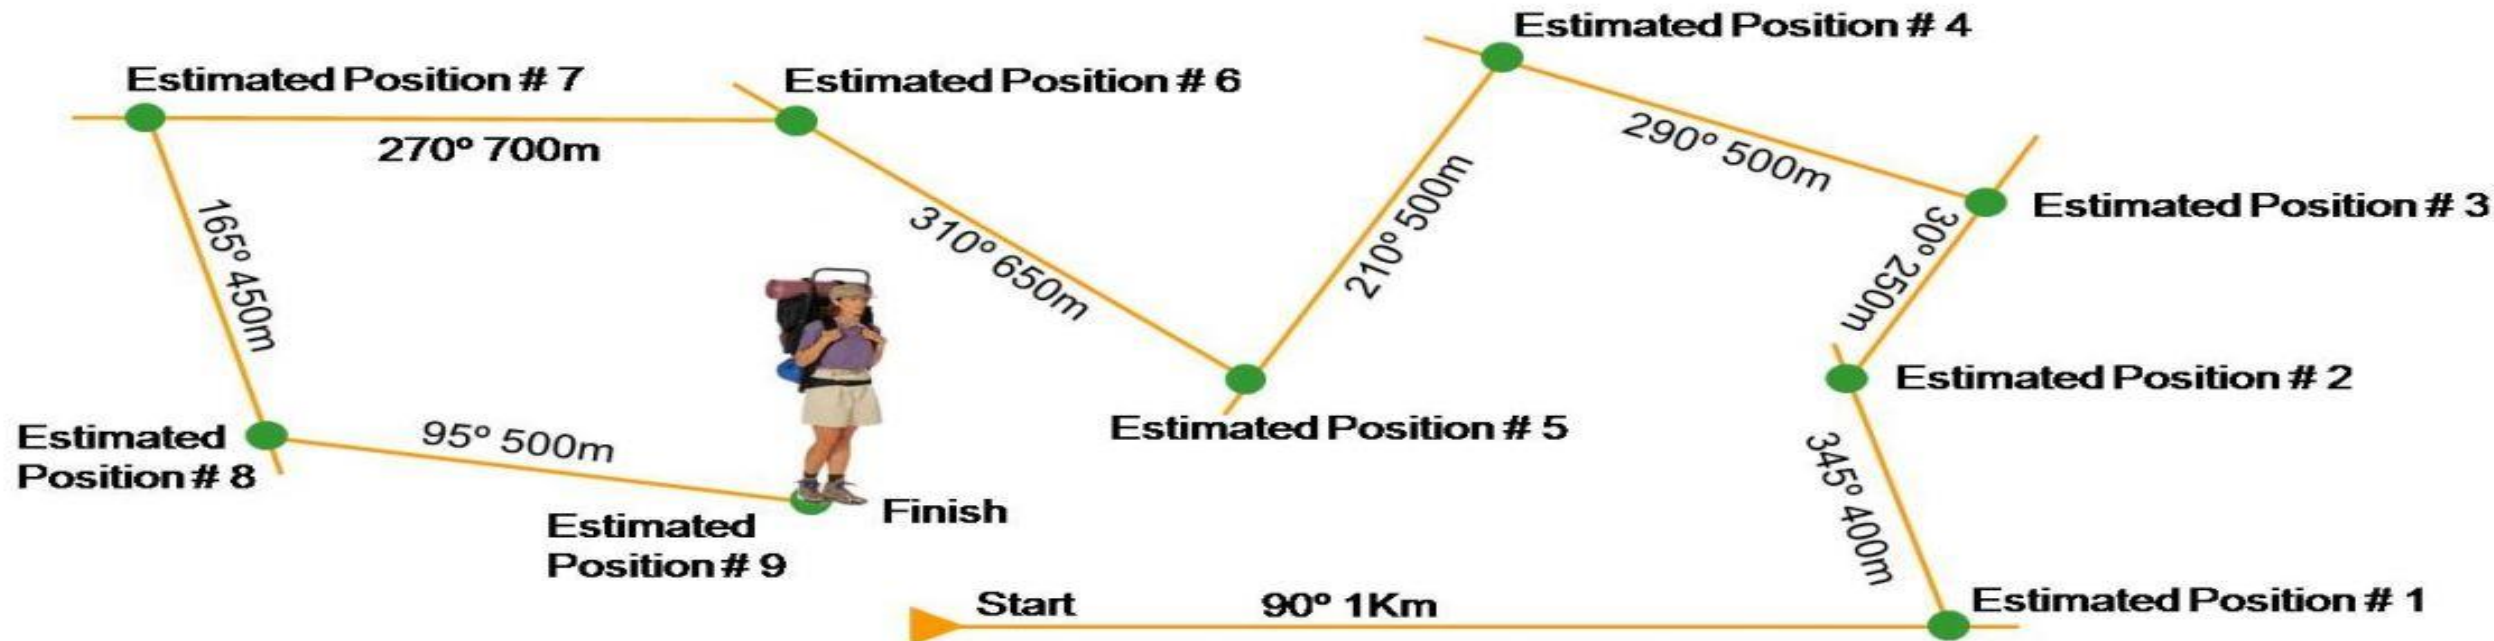 Estimated Position # 4
Estimated Position # 7
Estimated Position # 6
270º 700m
290º 500m
Estimated Position # 3
165º 450m
310º 650m
210º 500m
30º 250m
Estimated Position # 2
Estimated
Position # 8
95º 500m
Estimated Position # 5
345º 400m
Estimated
Position # 9
Finish
Start
90º 1Km
Estimated Position # 1